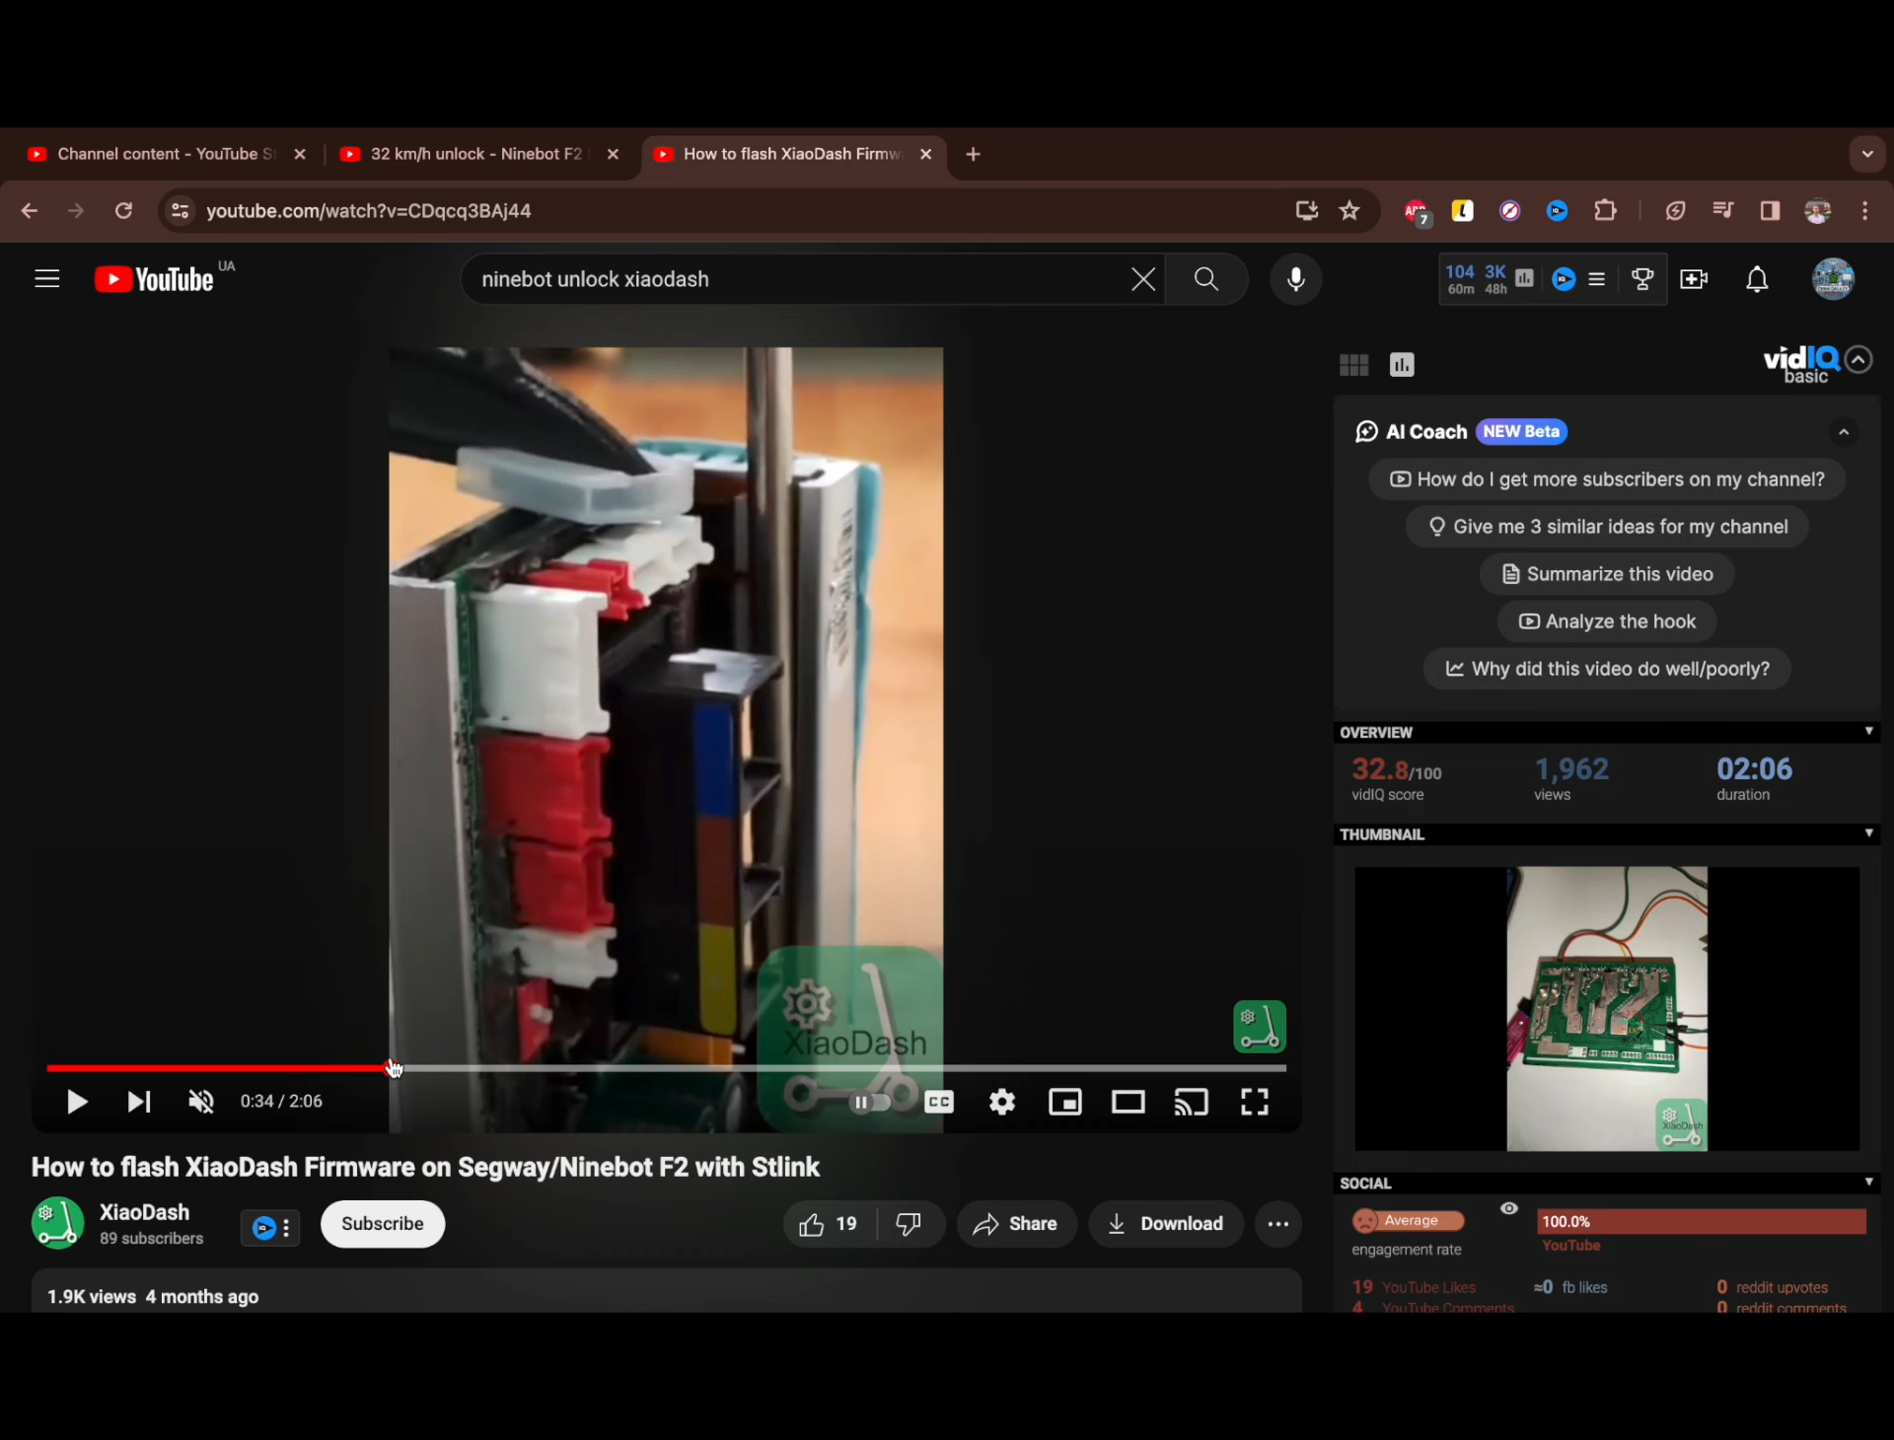 Channel content - YouTube S
32 km/h unlock - Ninebot F2
How to flash XiaoDash Firmw
youtube.com/watch?v=CDqcq3BAj44
ABP
7
YouTube
UA
ninebot unlock xiaodash
104 3K
60m 48h
vidIQ
basic
AI Coach NEW Beta
How do I get more subscribers on my channel?
Give me 3 similar ideas for my channel
Summarize this video
Analyze the hook
Why did this video do well/poorly?
OVERVIEW
32.8/100 1,962 02:06
vidIQ score views duration
THUMBNAIL
XiaoDash
XiaoDash
0:34 / 2:06
CC
How to flash XiaoDash Firmware on Segway/Ninebot F2 with Stlink
XiaoDash
89 subscribers
Subscribe
19
Share
Download
1.9K views 4 months ago
SOCIAL
Average
engagement rate
100.0%
YouTube
19 YouTube Likes ≈0 fb likes 0 reddit upvotes
4 YouTube Comments 0 reddit comments